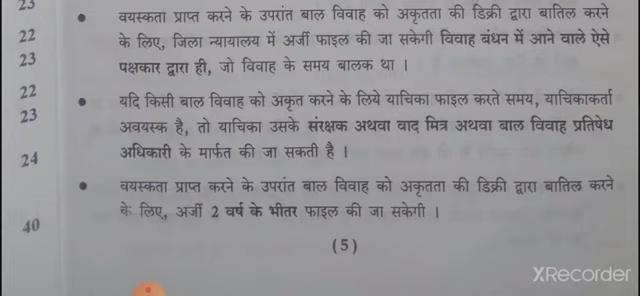 23
22
23
22
23
24
40
• वयस्कता प्राप्त करने के उपरांत बाल विवाह को अकृतता की डिक्री द्वारा बातिल करने
के लिए, जिला न्यायालय में अर्जी फाइल की जा सकेगी विवाह बंधन में आने वाले ऐसे
पक्षकार द्वारा ही, जो विवाह के समय बालक था ।
• यदि किसी बाल विवाह को अकृत करने के लिये याचिका फाइल करते समय, याचिकाकर्ता
अवयस्क है, तो याचिका उसके संरक्षक अथवा वाद मित्र अथवा बाल विवाह प्रतिषेध
अधिकारी के मार्फत की जा सकती है ।
• वयस्कता प्राप्त करने के उपरांत बाल विवाह को अकृतता की डिक्री द्वारा बातिल करने
के लिए, अर्जी 2 वर्ष के भीतर फाइल की जा सकेगी ।
(5)
XRecorder